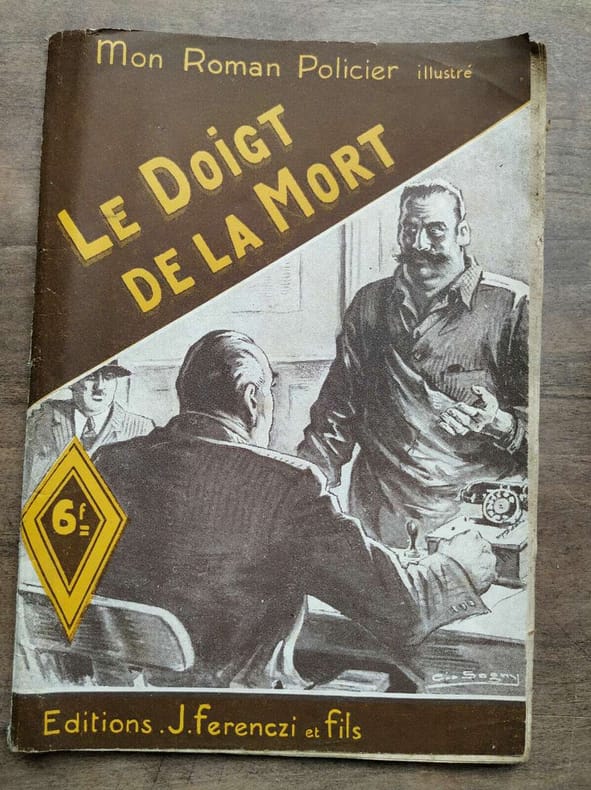 Mon Roman Policier illustré
LE DOIGT
DE LA MORT
6f
Editions . J. ferenczi et fils